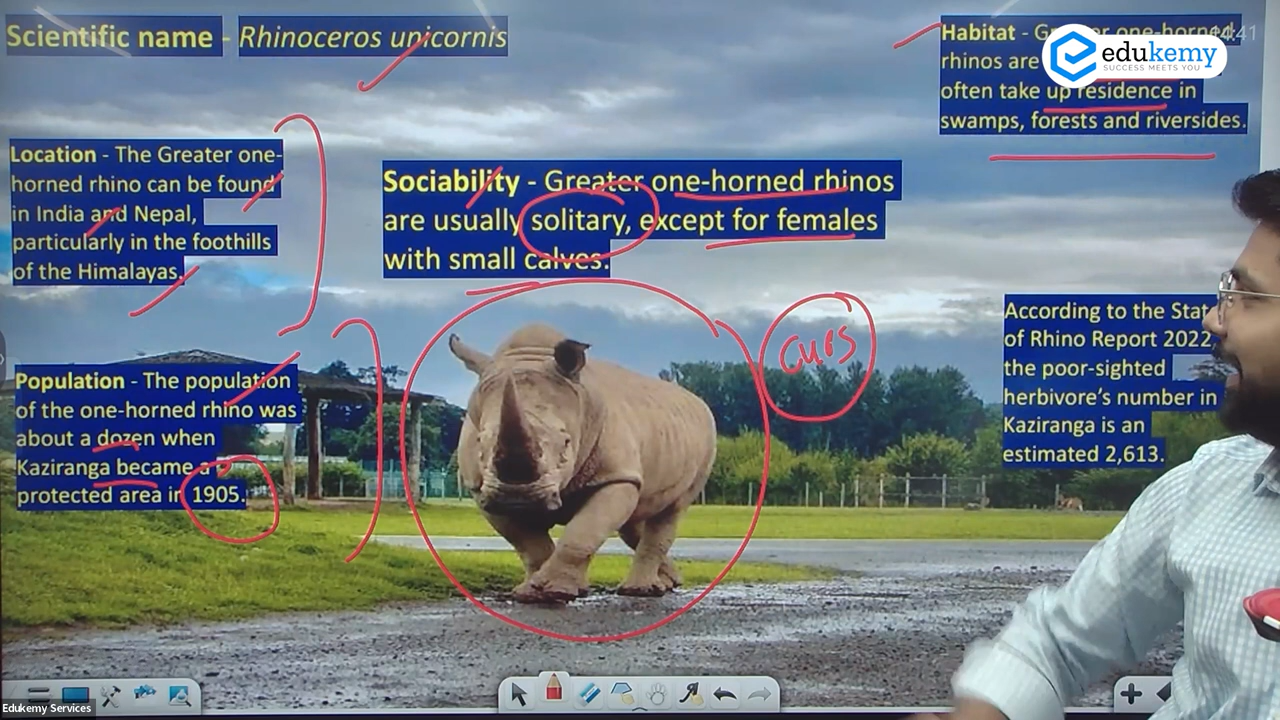 Scientific name - Rhinoceros unicornis
Habitat - Greater one-horned
rhinos are
often take up residence in
swamps, forests and riversides.
14:41
edukemy
SUCCESS MEETS YOU
Location - The Greater one-
horned rhino can be found
in India and Nepal,
particularly in the foothills
of the Himalayas.
Sociability - Greater one-horned rhinos
are usually solitary, except for females
with small calves.
cubs
According to the State
of Rhino Report 2022,
the poor-sighted
herbivore's number in
Kaziranga is an
estimated 2,613.
Population - The population
of the one-horned rhino was
about a dozen when
Kaziranga became a
protected area in 1905.
Edukemy Services